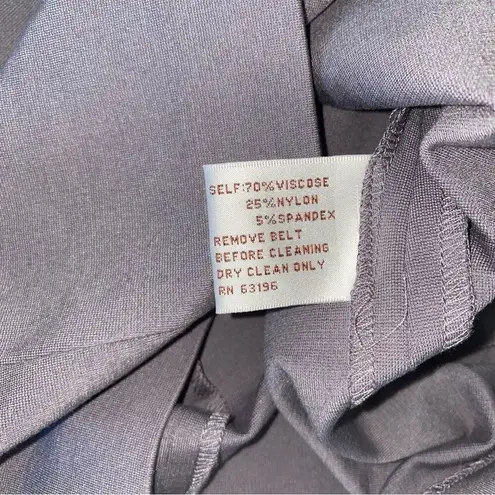 SELF:70%VISCOSE
25%NYLON
5%SPANDEX
REMOVE BELT
BEFORE CLEANING
DRY CLEAN ONLY
RN 63196